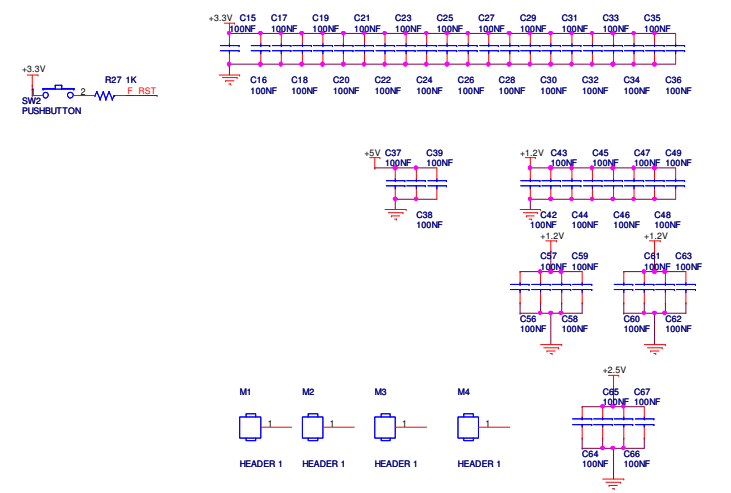 +3.3V C15 C17 C19 C21 C23 C25 C27 C29 C31 C33 C35
100NF 100NF 100NF 100NF 100NF 100NF 100NF 100NF 100NF 100NF 100NF
C16 C18 C20 C22 C24 C26 C28 C30 C32 C34 C36
100NF 100NF 100NF 100NF 100NF 100NF 100NF 100NF 100NF 100NF 100NF
+3.3V
R27 1K
1 2 F_RST
SW2
PUSHBUTTON
+5V C37 C39
100NF 100NF
C38
100NF
+1.2V C43 C45 C47 C49
100NF 100NF 100NF 100NF
C42 C44 C46 C48
100NF 100NF 100NF 100NF
+1.2V
C57 C59
100NF 100NF
C56 C58
100NF 100NF
+1.2V
C61 C63
100NF 100NF
C60 C62
100NF 100NF
+2.5V
C65 C67
100NF 100NF
C64 C66
100NF 100NF
M1 M2 M3 M4
1 1 1 1
HEADER 1 HEADER 1 HEADER 1 HEADER 1